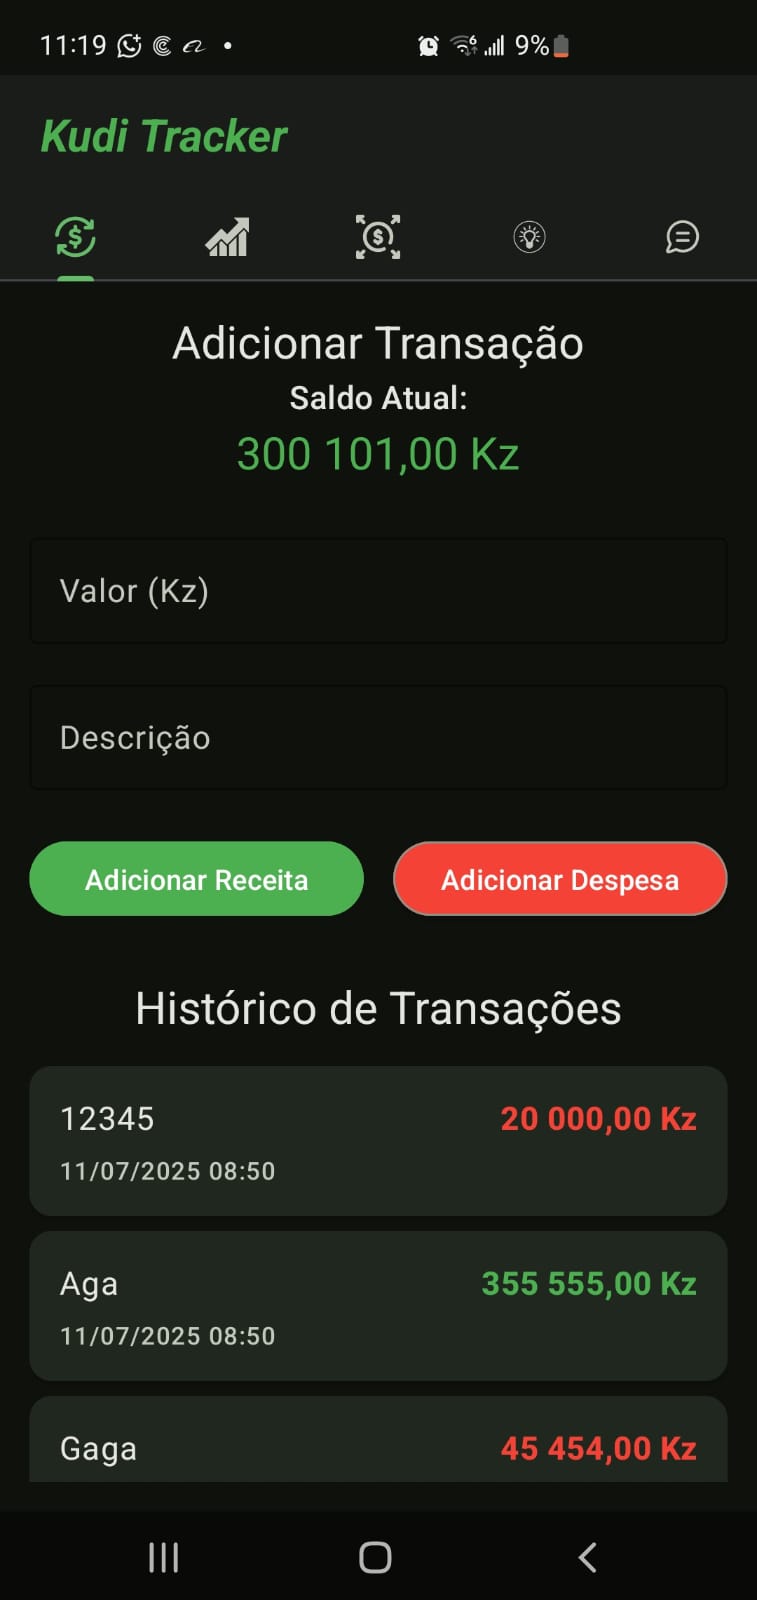 11:19
9%
Kudi Tracker
Adicionar Transação
Saldo Atual:
300 101,00 Kz
Valor (Kz)
Descrição
Adicionar Receita Adicionar Despesa
Histórico de Transações
12345 20 000,00 Kz
11/07/2025 08:50
Aga 355 555,00 Kz
11/07/2025 08:50
Gaga 45 454,00 Kz